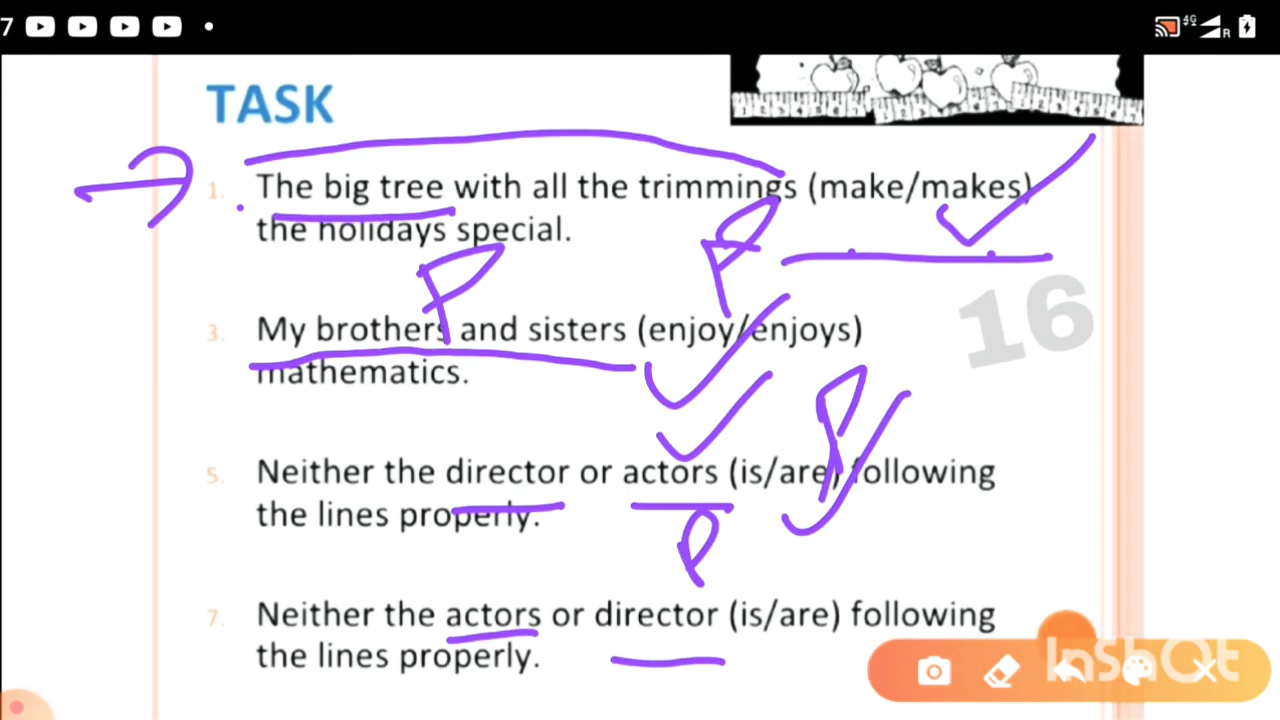 7
4G
R
TASK
1. The big tree with all the trimmings (make/makes)
the holidays special.
P
P
16
3. My brothers and sisters (enjoy/enjoys)
mathematics.
P
5. Neither the director or actors (is/are) following
the lines properly.
P
7. Neither the actors or director (is/are) following
the lines properly.
InShOt